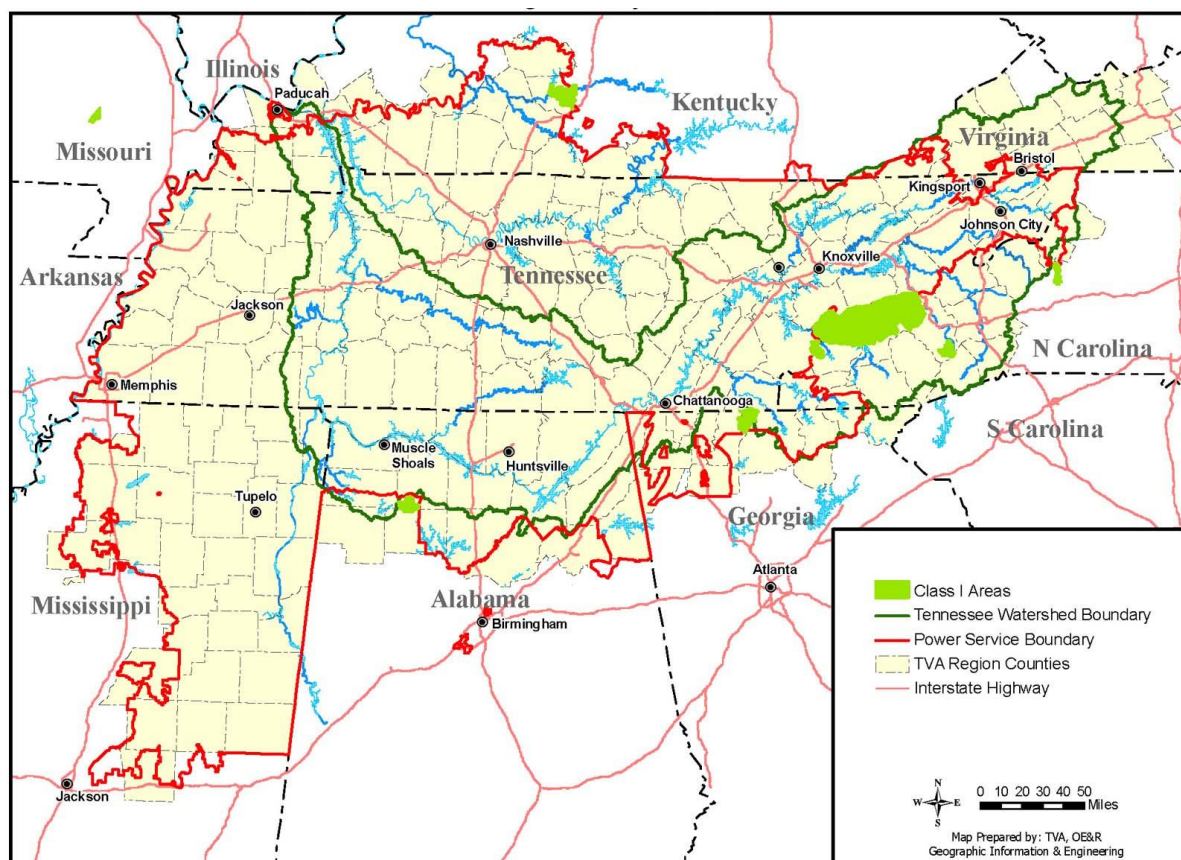 Illinois
Paducah
Kentucky
Missouri
Virginia
Bristol
Kingsport
Johnson City
Nashville
Tennessee
Knoxville
Arkansas
Jackson
N Carolina
Memphis
Chattanooga
S Carolina
Muscle
Shoals
Huntsville
Tupelo
Georgia
Atlanta
Mississippi
Alabama
Birmingham
Jackson
Class I Areas
Tennessee Watershed Boundary
Power Service Boundary
TVA Region Counties
Interstate Highway
N
W E
S
0 10 20 30 40 50
Miles
Map Prepared by: TVA, OE&R
Geographic Information & Engineering